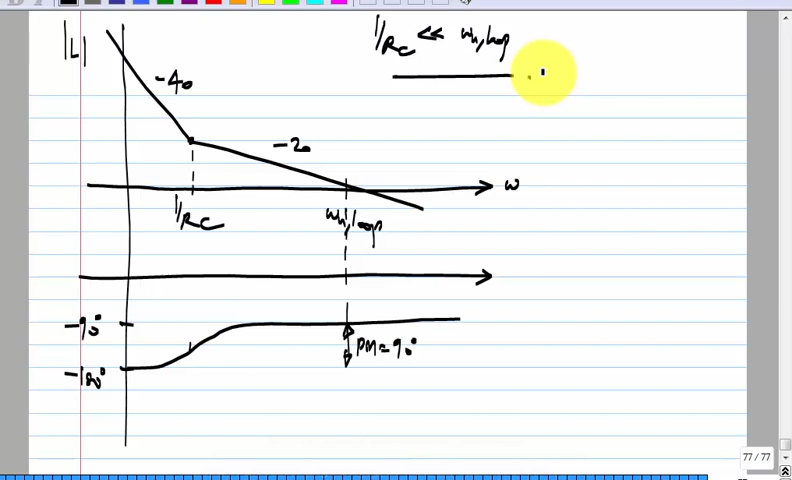 |L|
1/RC << ωu,loop
-40
-20
ω
1/RC
ωu,loop
-90°
PM=90°
-180°
77 / 77